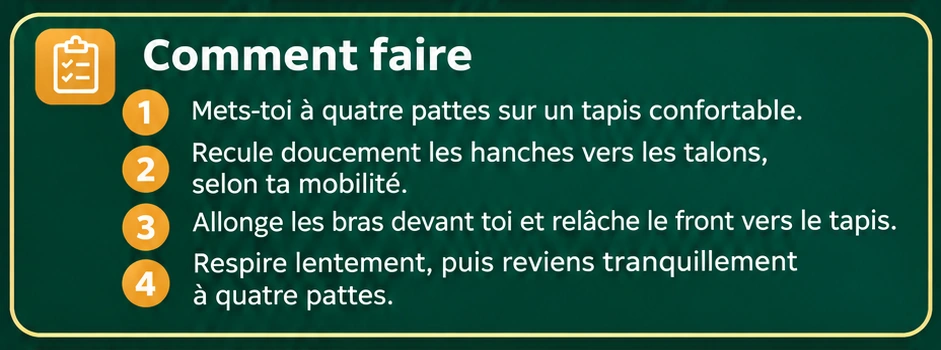 Comment faire
1 Mets-toi à quatre pattes sur un tapis confortable.
2 Recule doucement les hanches vers les talons,
selon ta mobilité.
3 Allonge les bras devant toi et relâche le front vers le tapis.
4 Respire lentement, puis reviens tranquillement
à quatre pattes.